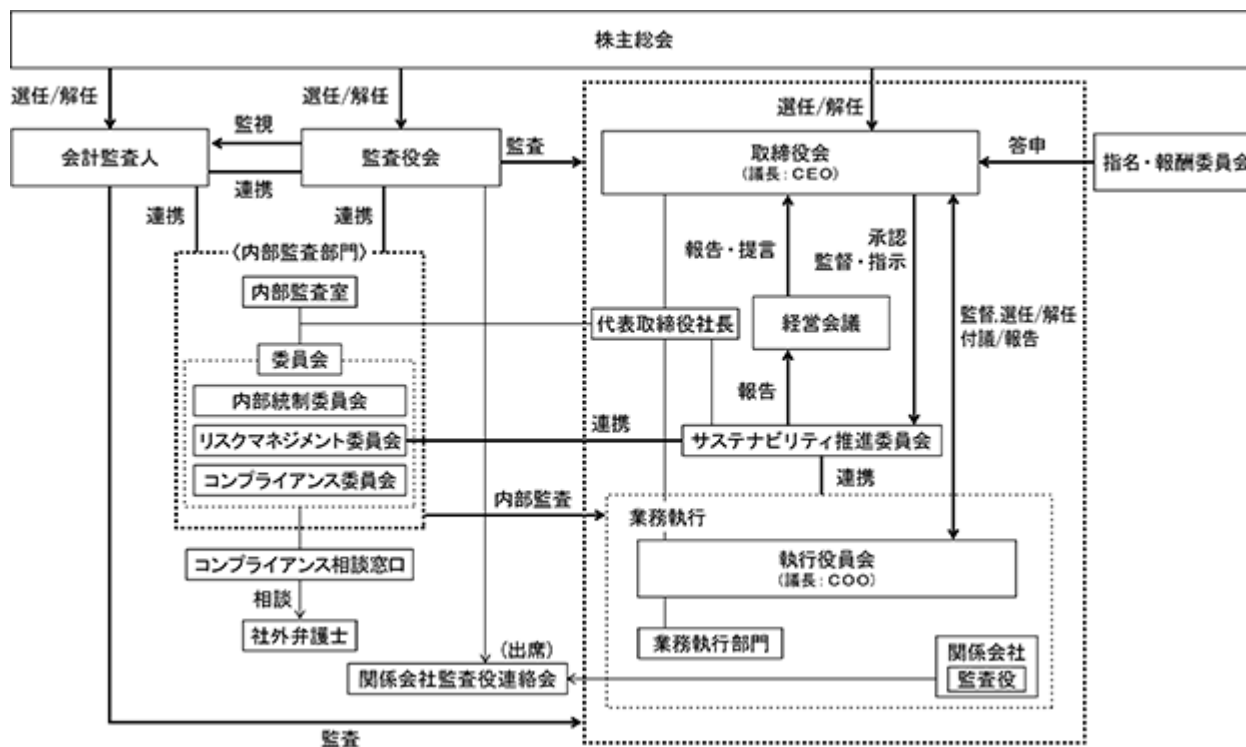 株主総会
選任/解任
選任/解任
選任/解任
会計監査人
監視
連携
監査役会
監査
取締役会
(議長：CEO)
答申
指名・報酬委員会
連携
連携
〈内部監査部門〉
内部監査室
報告・提言
承認
監督・指示
代表取締役社長
経営会議
監督,選任/解任
付議/報告
委員会
内部統制委員会
リスクマネジメント委員会
コンプライアンス委員会
報告
連携
サステナビリティ推進委員会
連携
内部監査
業務執行
執行役員会
(議長：COO)
コンプライアンス相談窓口
相談
社外弁護士
業務執行部門
(出席)
関係会社監査役連絡会
関係会社
監査役
監査